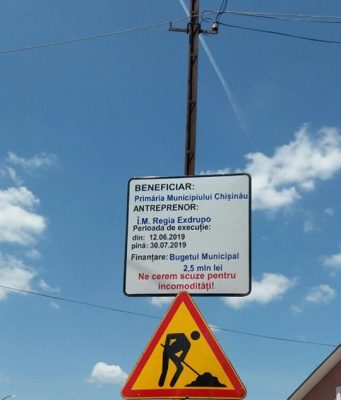 BENEFICIAR:
Primăria Municipiului Chișinău
ANTREPRENOR:
Î.M. Regia Exdrupo
Perioada de execuție:
din: 12.06.2019
pînă: 30.07.2019
Finanțare: Bugetul Municipal
2,5 mln lei
Ne cerem scuze pentru
incomodități!